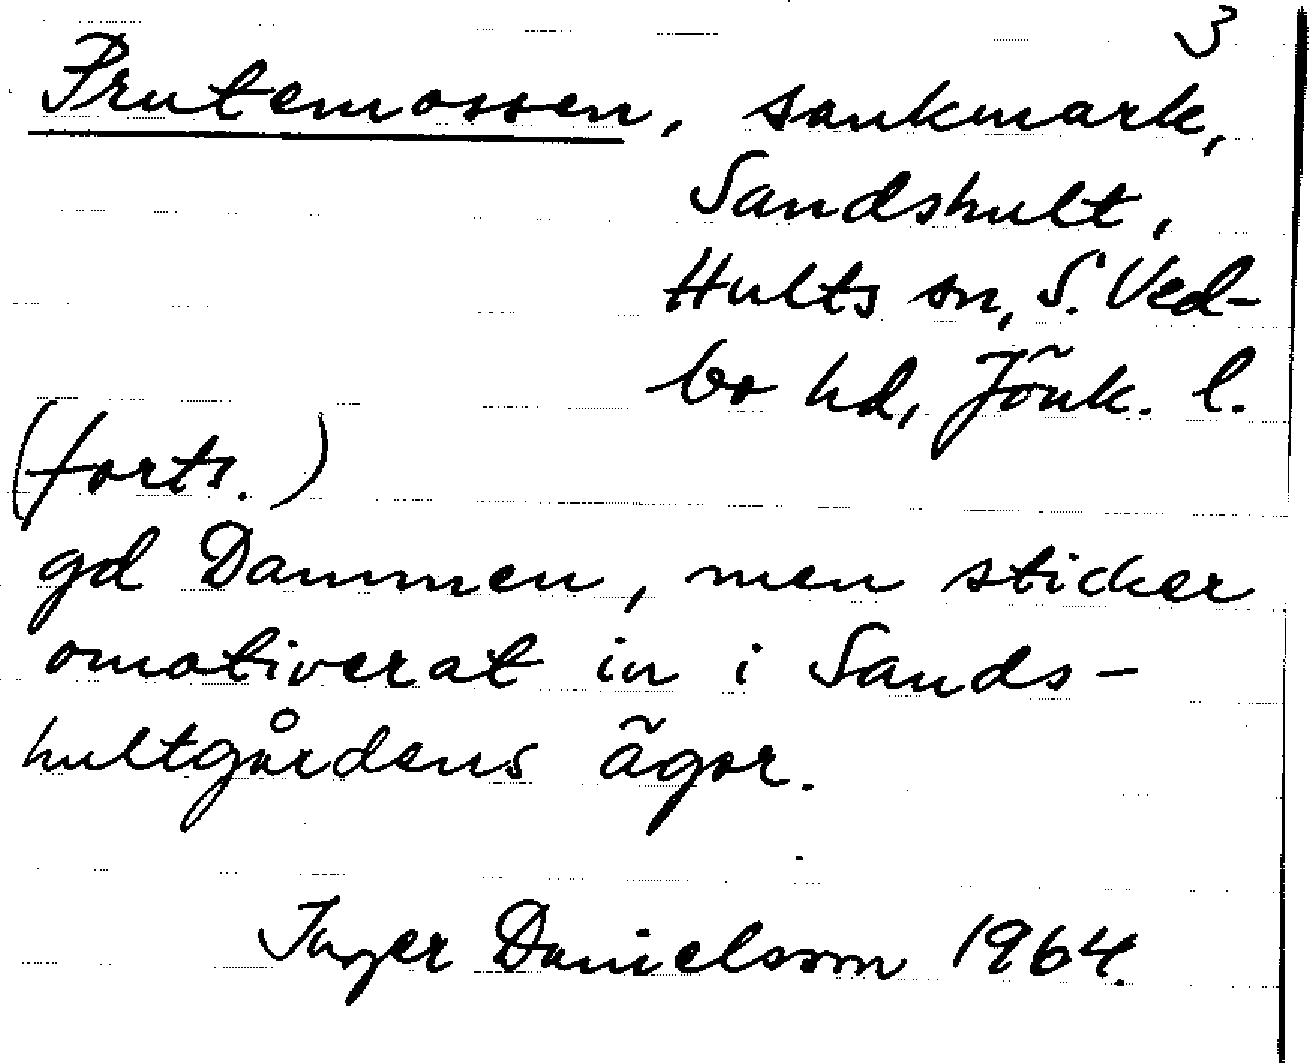 3
Prutemossen, sankmark,
Sandshult,
Hults sn, S. Ved-
bo hd, Jönk. l.
(forts.)
gd Dammen, men sticker
omotiverat in i Sands-
hultgårdens ägor.
Inger Danielsson 1964.